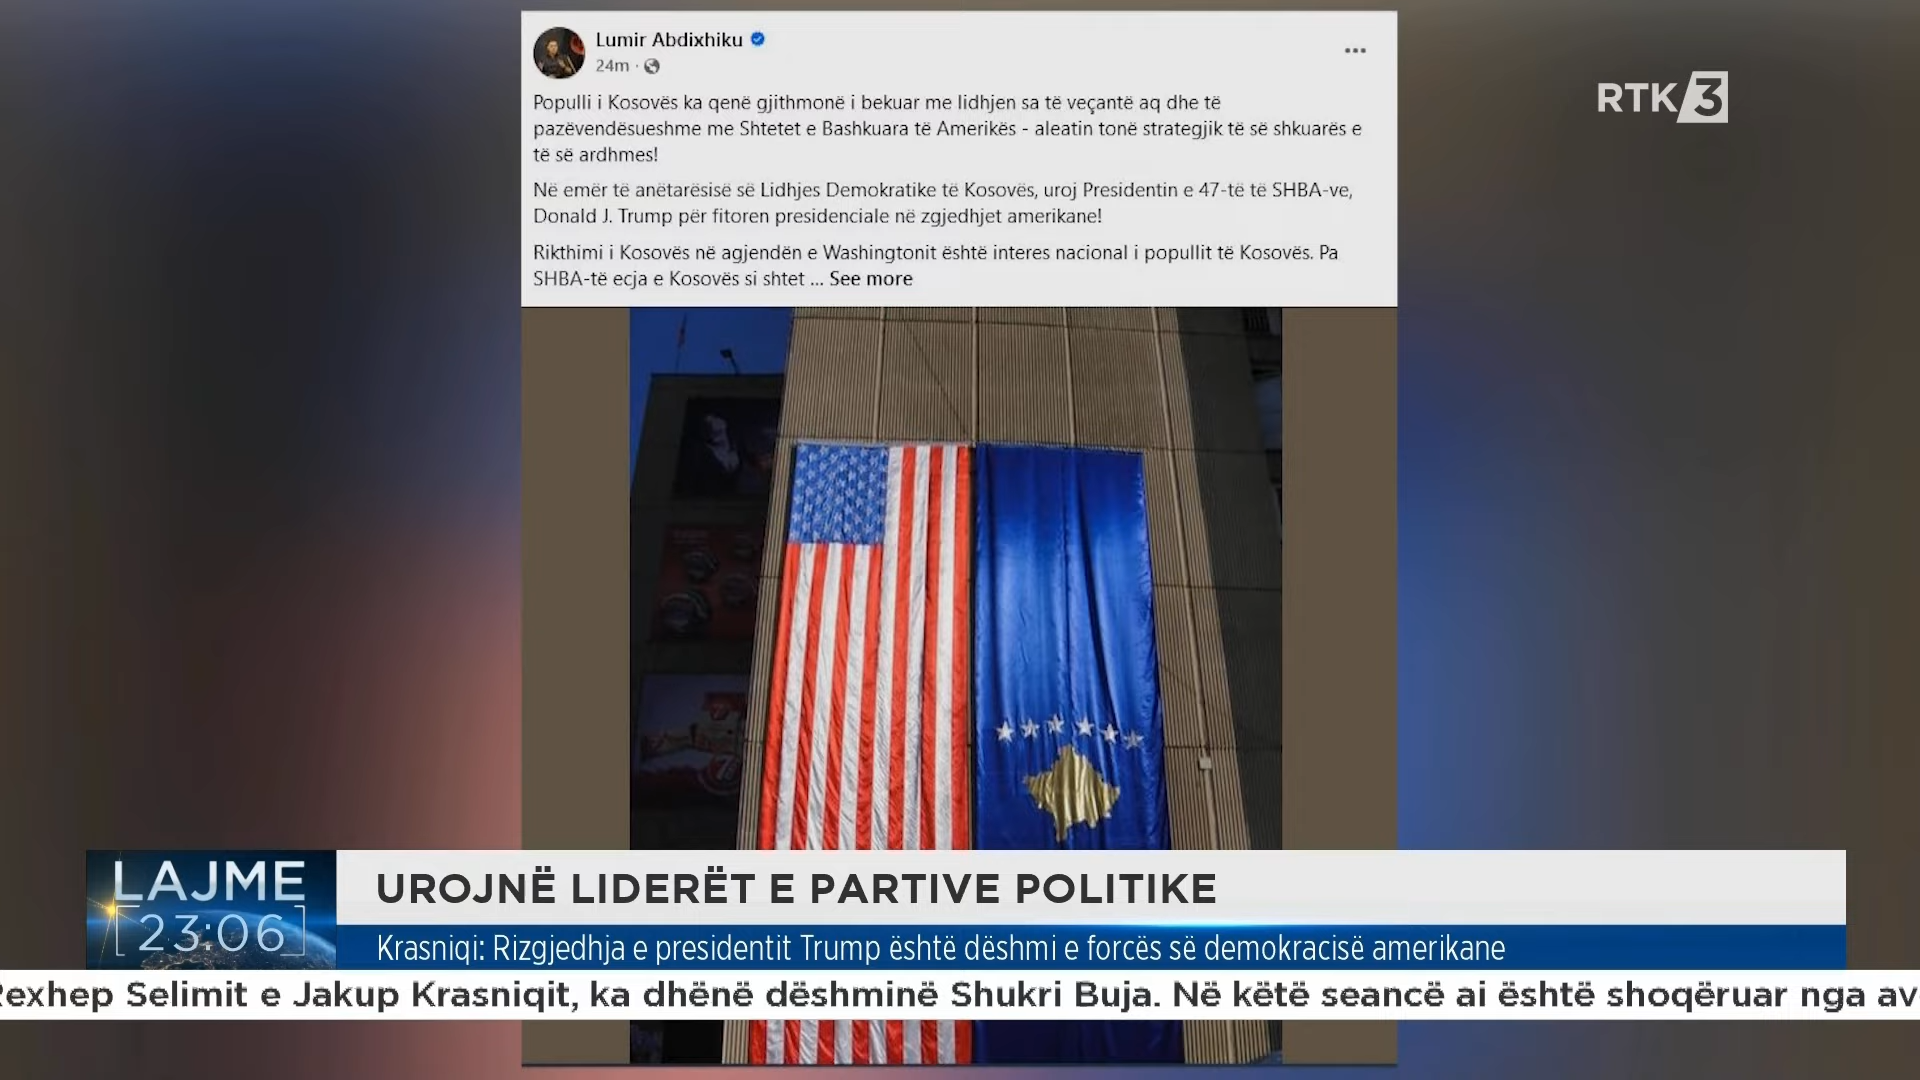 Lumir Abdixhiku
24m
Populli i Kosovës ka qenë gjithmonë i bekuar me lidhjen sa të veçantë aq dhe të
pazëvendësueshme me Shtetet e Bashkuara të Amerikës - aleatin tonë strategjik të së shkuarës e
të së ardhmes!
Në emër të anëtarësisë së Lidhjes Demokratike të Kosovës, uroj Presidentin e 47-të të SHBA-ve,
Donald J. Trump për fitoren presidenciale në zgjedhjet amerikane!
Rikthimi i Kosovës në agjendën e Washingtonit është interes nacional i popullit të Kosovës. Pa
SHBA-të ecja e Kosovës si shtet ... See more
RTK 3
LAJME
23:06
UROJNË LIDERËT E PARTIVE POLITIKE
Krasniqi: Rizgjedhja e presidentit Trump është dëshmi e forcës së demokracisë amerikane
Rexhep Selimit e Jakup Krasniqit, ka dhënë dëshminë Shukri Buja. Në këtë seancë ai është shoqëruar nga av